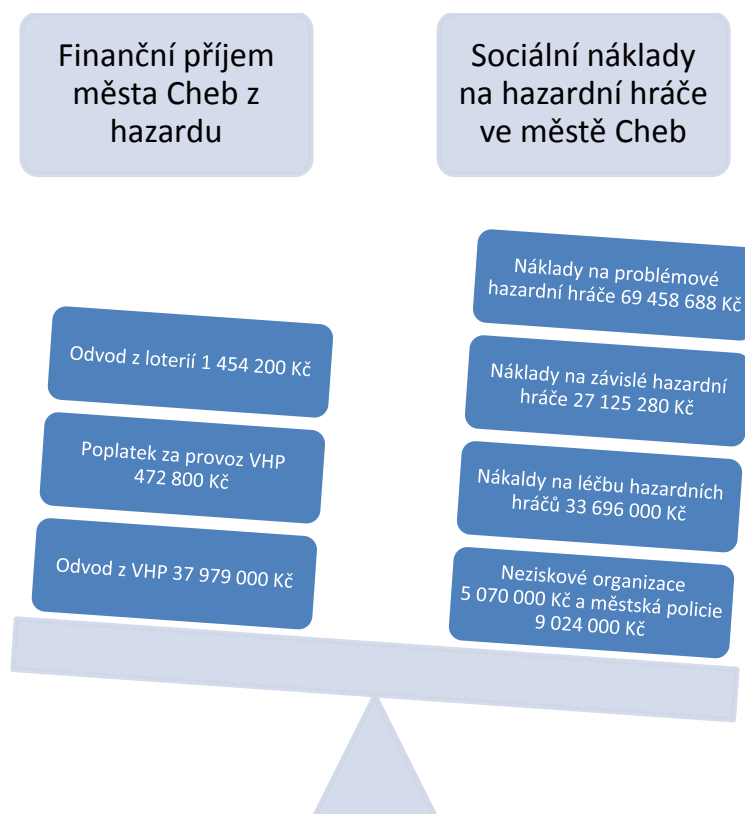 Finanční příjem
města Cheb z
hazardu
Sociální náklady
na hazardní hráče
ve městě Cheb
Odvod z loterií 1 454 200 Kč
Poplatek za provoz VHP
472 800 Kč
Odvod z VHP 37 979 000 Kč
Náklady na problémové
hazardní hráče 69 458 688 Kč
Náklady na závislé hazardní
hráče 27 125 280 Kč
Nákaldy na léčbu hazardních
hráčů 33 696 000 Kč
Neziskové organizace
5 070 000 Kč a městská policie
9 024 000 Kč